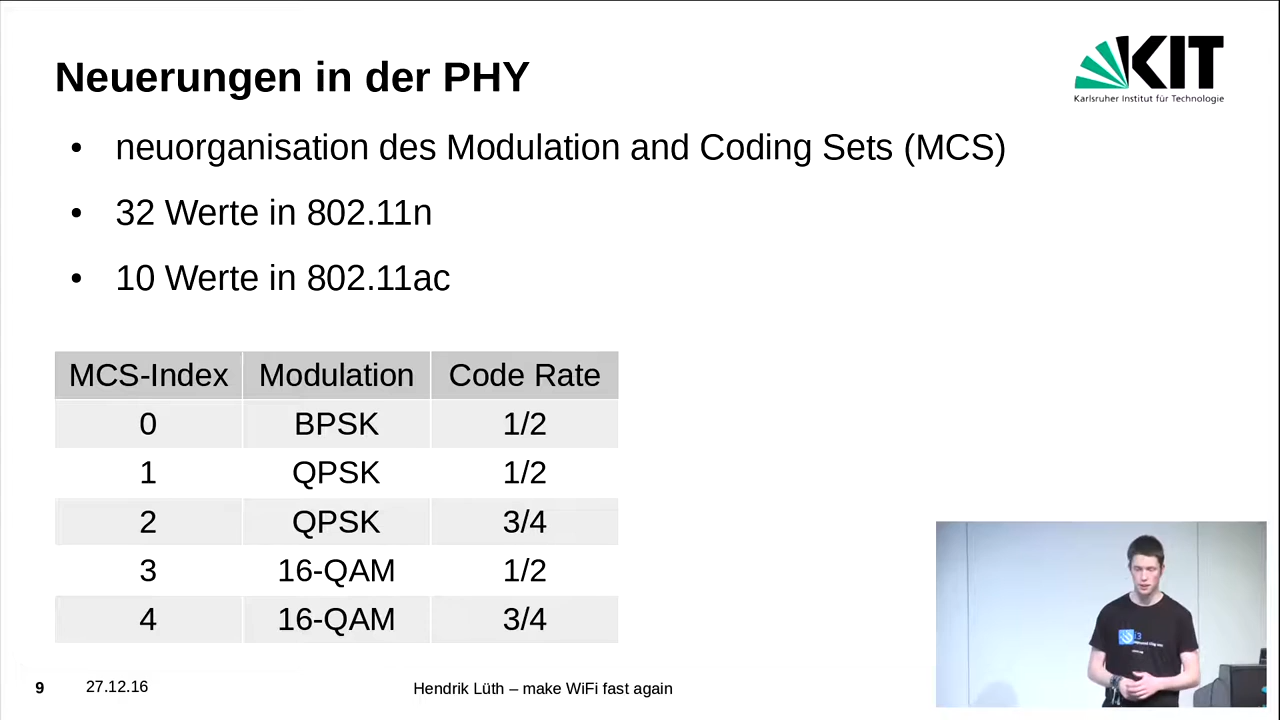 Neuerungen in der PHY
KIT
Karlsruher Institut für Technologie
• neuorganisation des Modulation and Coding Sets (MCS)
• 32 Werte in 802.11n
• 10 Werte in 802.11ac
MCS-Index Modulation Code Rate
0 BPSK 1/2
1 QPSK 1/2
2 QPSK 3/4
3 16-QAM 1/2
4 16-QAM 3/4
9 27.12.16 Hendrik Lüth – make WiFi fast again